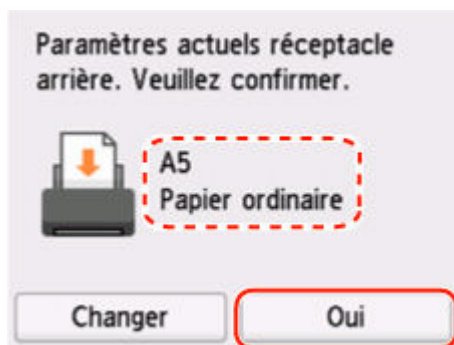 Paramètres actuels réceptacle
arrière. Veuillez confirmer.
A5
Papier ordinaire
Changer
Oui